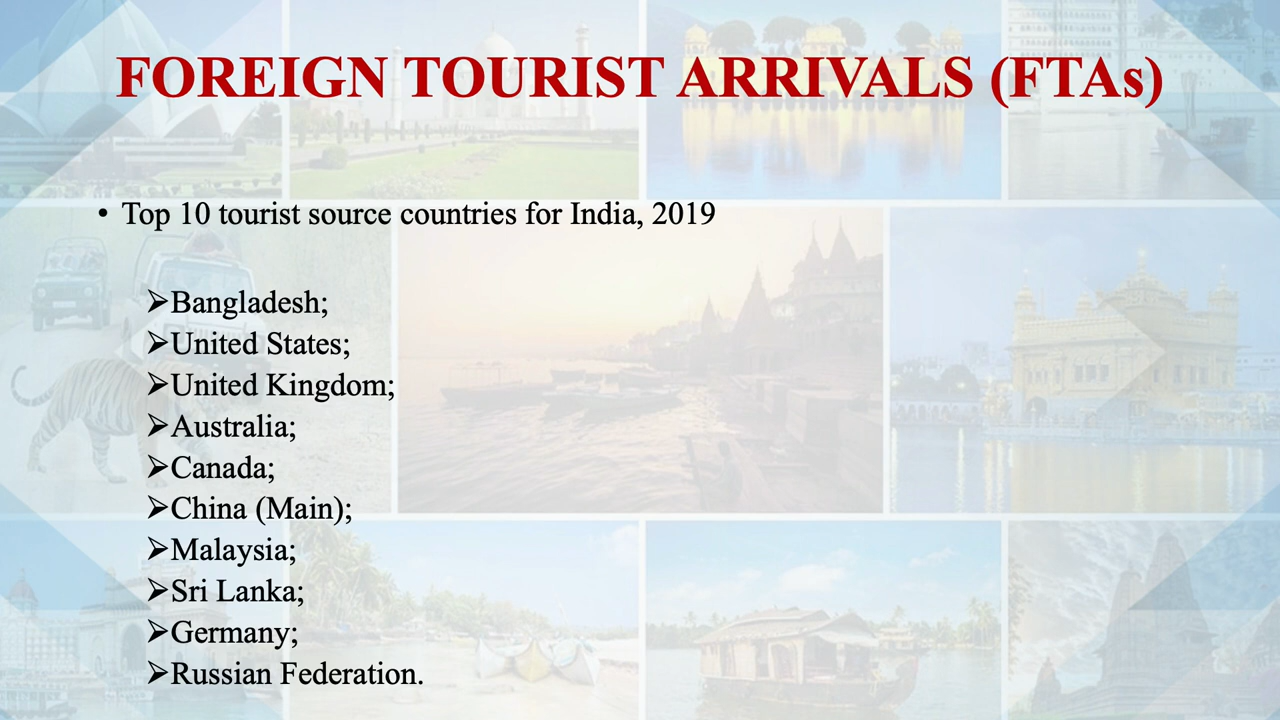 FOREIGN TOURIST ARRIVALS (FTAs)
• Top 10 tourist source countries for India, 2019
➢Bangladesh;
➢United States;
➢United Kingdom;
➢Australia;
➢Canada;
➢China (Main);
➢Malaysia;
➢Sri Lanka;
➢Germany;
➢Russian Federation.